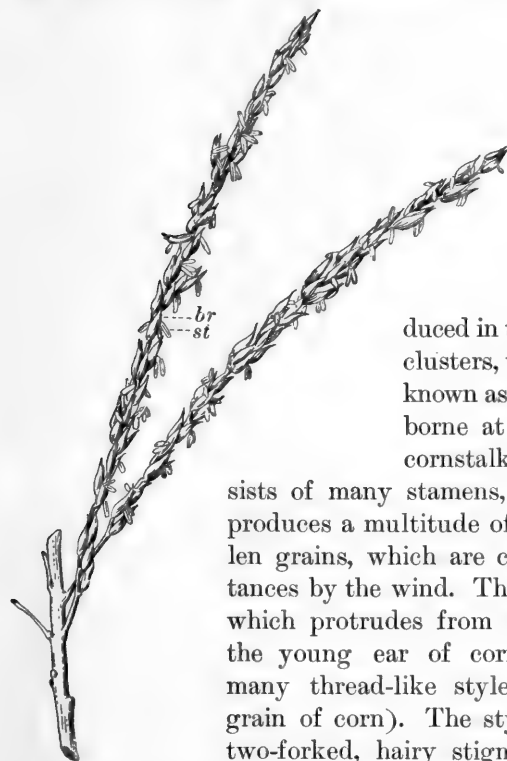 br
st
duced in
clusters,
known as
borne at
cornstalk
sists of many stamens,
produces a multitude of
len grains, which are c
tances by the wind. Th
which protrudes from
the young ear of cor
many thread-like style
grain of corn). The sty
two-forked, hairy stigm